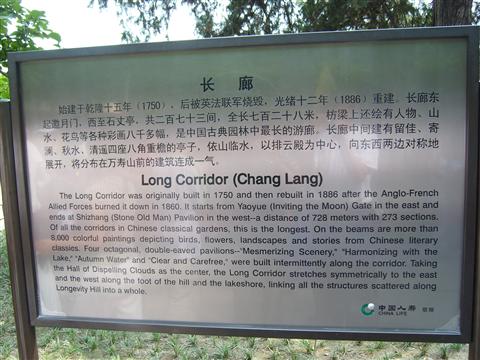 长 廊
始建于乾隆十五年（1750），后被英法联军烧毁，光绪十二年（1886）重建。长廊东
起邀月门，西至石丈亭，共二百七十三间，全长七百二十八米，枋梁上还绘有人物、山
水、花鸟等各种彩画八千多幅，是中国古典园林中最长的游廊。长廊中间建有留佳、寄
澜、秋水、清遥四座八角重檐的亭子，依山临水，以排云殿为中心，向东西两边对称地
展开，将分布在万寿山前的建筑连成一气。
Long Corridor (Chang Lang)
The Long Corridor was originally built in 1750 and then rebuilt in 1886 after the Anglo-French
Allied Forces burned it down in 1860. It starts from Yaoyue (Inviting the Moon) Gate in the east and
ends at Shizhang (Stone Old Man) Pavilion in the west--a distance of 728 meters with 273 sections.
Of all the corridors in Chinese classical gardens, this is the longest. On the beams are more than
8,000 colorful paintings depicting birds, flowers, landscapes and stories from Chinese literary
classics. Four octagonal, double-eaved pavilions--"Mesmerizing Scenery," "Harmonizing with the
Lake," "Autumn Water" and "Clear and Carefree," were built intermittently along the corridor. Taking
the Hall of Dispelling Clouds as the center, the Long Corridor stretches symmetrically to the east
and the west along the foot of the hill and the lakeshore, linking all the structures scattered along
Longevity Hill into a whole.
中国人寿
CHINA LIFE